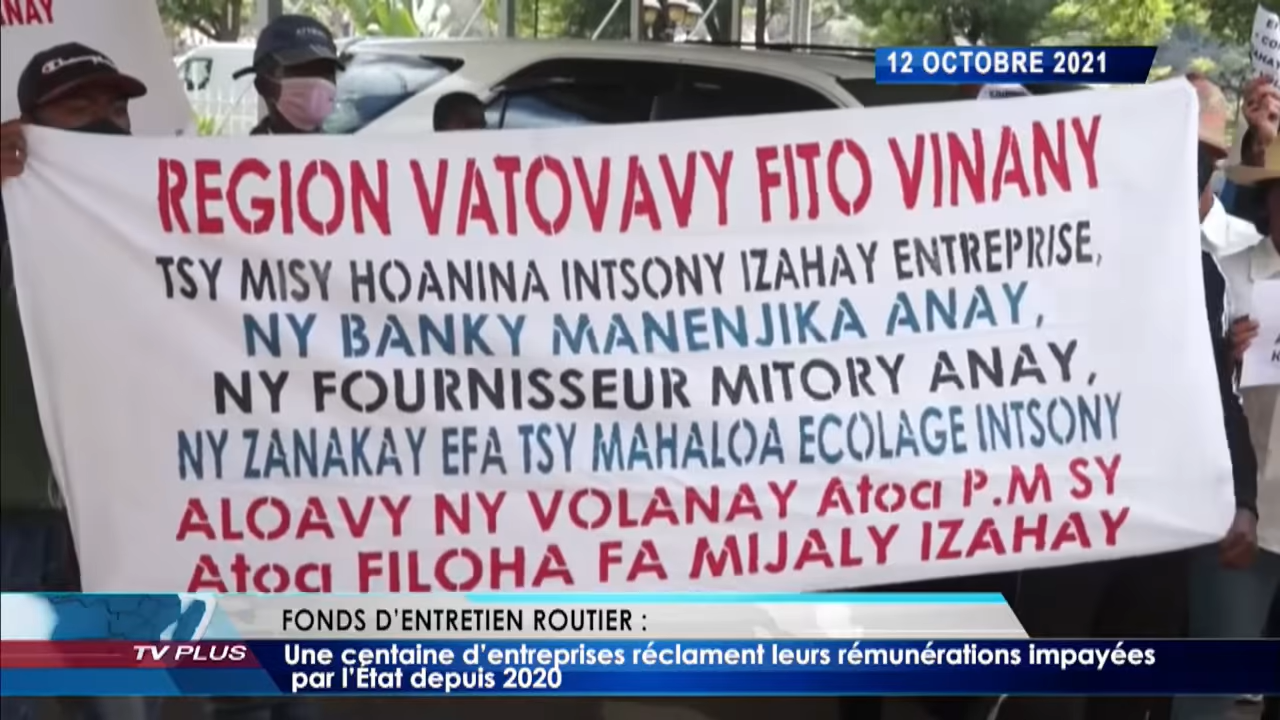 NAY
12 OCTOBRE 2021
REGION VATOVAVY FITO VINANY
TSY MISY HOANINA INTSONY IZAHAY ENTREPRISE,
NY BANKY MANENJIKA ANAY,
NY FOURNISSEUR MITORY ANAY,
NY ZANAKAY EFA TSY MAHALOA ECOLAGE INTSONY
ALOAVY NY VOLANAY Atoa P.M SY
Atoa FILOHA FA MIJALY IZAHAY
FONDS D'ENTRETIEN ROUTIER :
TV PLUS
Une centaine d'entreprises réclament leurs rémunérations impayées
par l'État depuis 2020